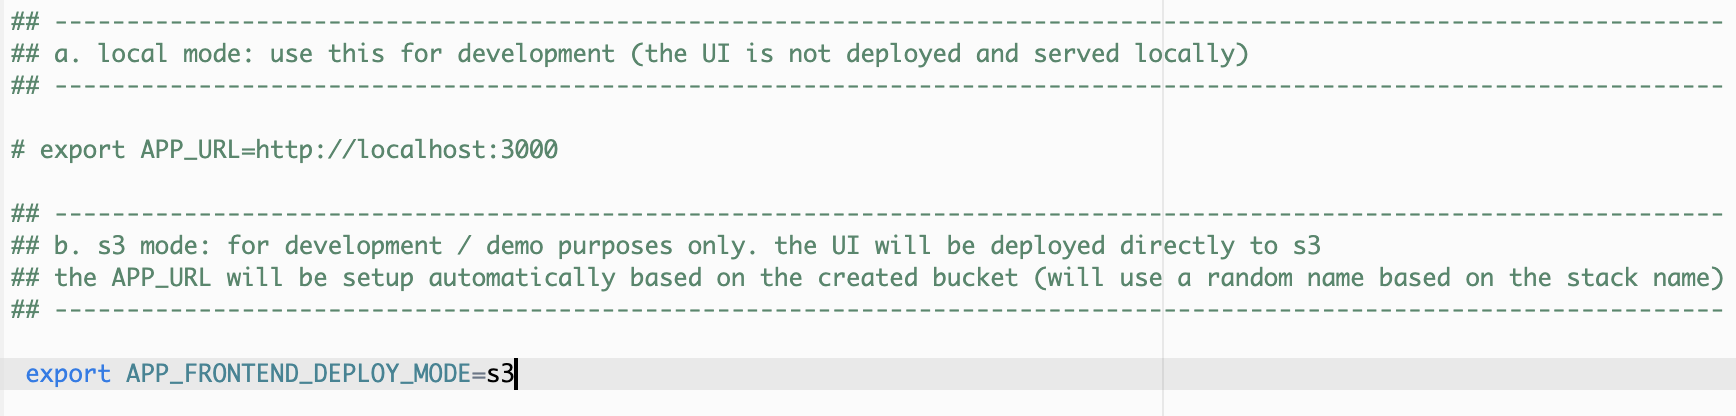 ## --------------------------------------------------------------------------------------------------------------------
## a. local mode: use this for development (the UI is not deployed and served locally)
## --------------------------------------------------------------------------------------------------------------------
# export APP_URL=http://localhost:3000
## --------------------------------------------------------------------------------------------------------------------
## b. s3 mode: for development / demo purposes only. the UI will be deployed directly to s3
## the APP_URL will be setup automatically based on the created bucket (will use a random name based on the stack name)
## --------------------------------------------------------------------------------------------------------------------
export APP_FRONTEND_DEPLOY_MODE=s3